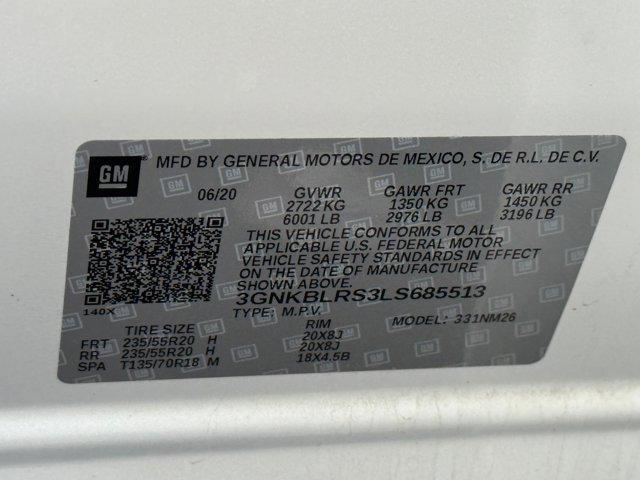 GM MFD BY GENERAL MOTORS DE MEXICO, S. DE R.L. DE C.V.
06/20 GVWR GAWR FRT GAWR RR
2722 KG 1350 KG 1450 KG
6001 LB 2976 LB 3196 LB
THIS VEHICLE CONFORMS TO ALL
APPLICABLE U.S. FEDERAL MOTOR
VEHICLE SAFETY STANDARDS IN EFFECT
ON THE DATE OF MANUFACTURE
SHOWN ABOVE.
3GNKBLRS3LS685513
140X TYPE: M.P.V. MODEL: 331NM26
TIRE SIZE RIM
FRT 235/55R20 H 20X8J
RR 235/55R20 H 20X8J
SPA T135/70R18 M 18X4.5B